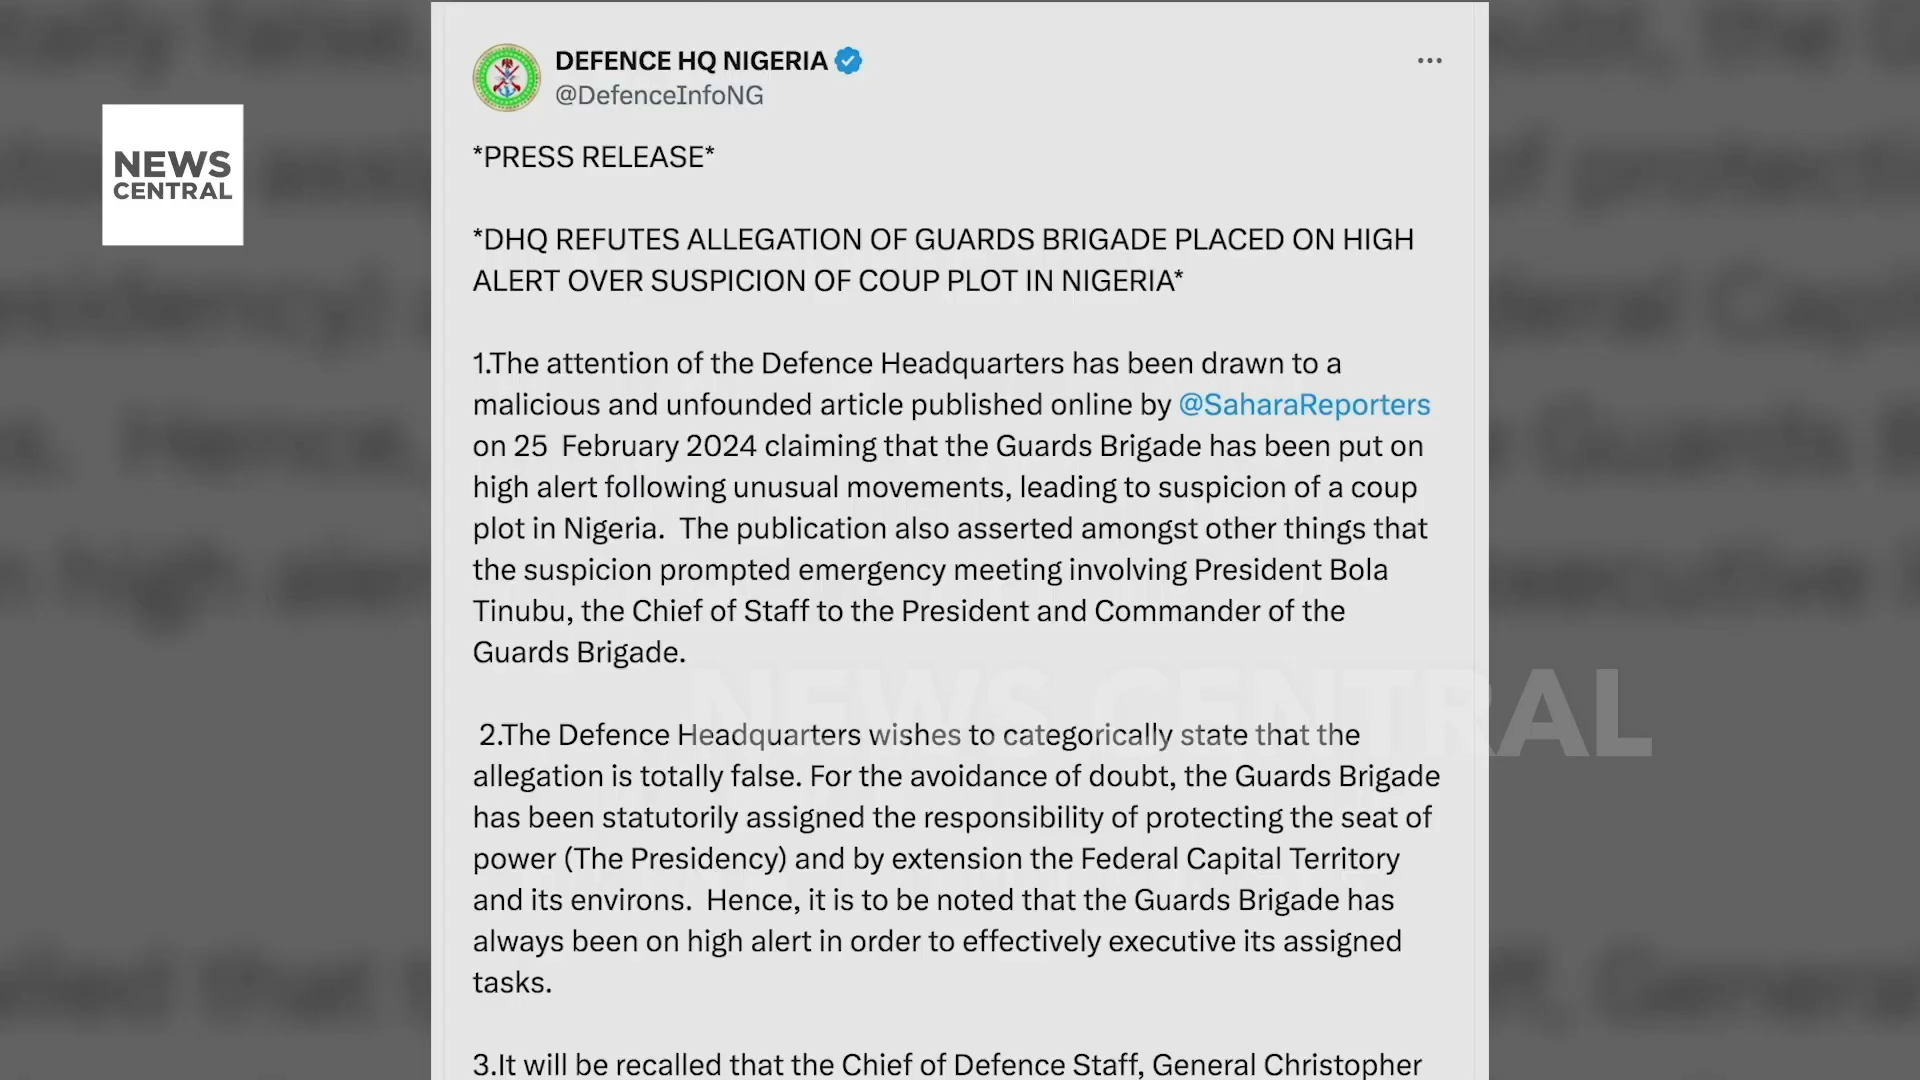 NEWS
CENTRAL
DEFENCE HQ NIGERIA
@DefenceInfoNG
*PRESS RELEASE*
*DHQ REFUTES ALLEGATION OF GUARDS BRIGADE PLACED ON HIGH
ALERT OVER SUSPICION OF COUP PLOT IN NIGERIA*
1.The attention of the Defence Headquarters has been drawn to a
malicious and unfounded article published online by @SaharaReporters
on 25  February 2024 claiming that the Guards Brigade has been put on
high alert following unusual movements, leading to suspicion of a coup
plot in Nigeria.  The publication also asserted amongst other things that
the suspicion prompted emergency meeting involving President Bola
Tinubu, the Chief of Staff to the President and Commander of the
Guards Brigade.
2.The Defence Headquarters wishes to categorically state that the
allegation is totally false. For the avoidance of doubt, the Guards Brigade
has been statutorily assigned the responsibility of protecting the seat of
power (The Presidency) and by extension the Federal Capital Territory
and its environs.  Hence, it is to be noted that the Guards Brigade has
always been on high alert in order to effectively executive its assigned
tasks.
3.It will be recalled that the Chief of Defence Staff, General Christopher
NEWS CENTRAL